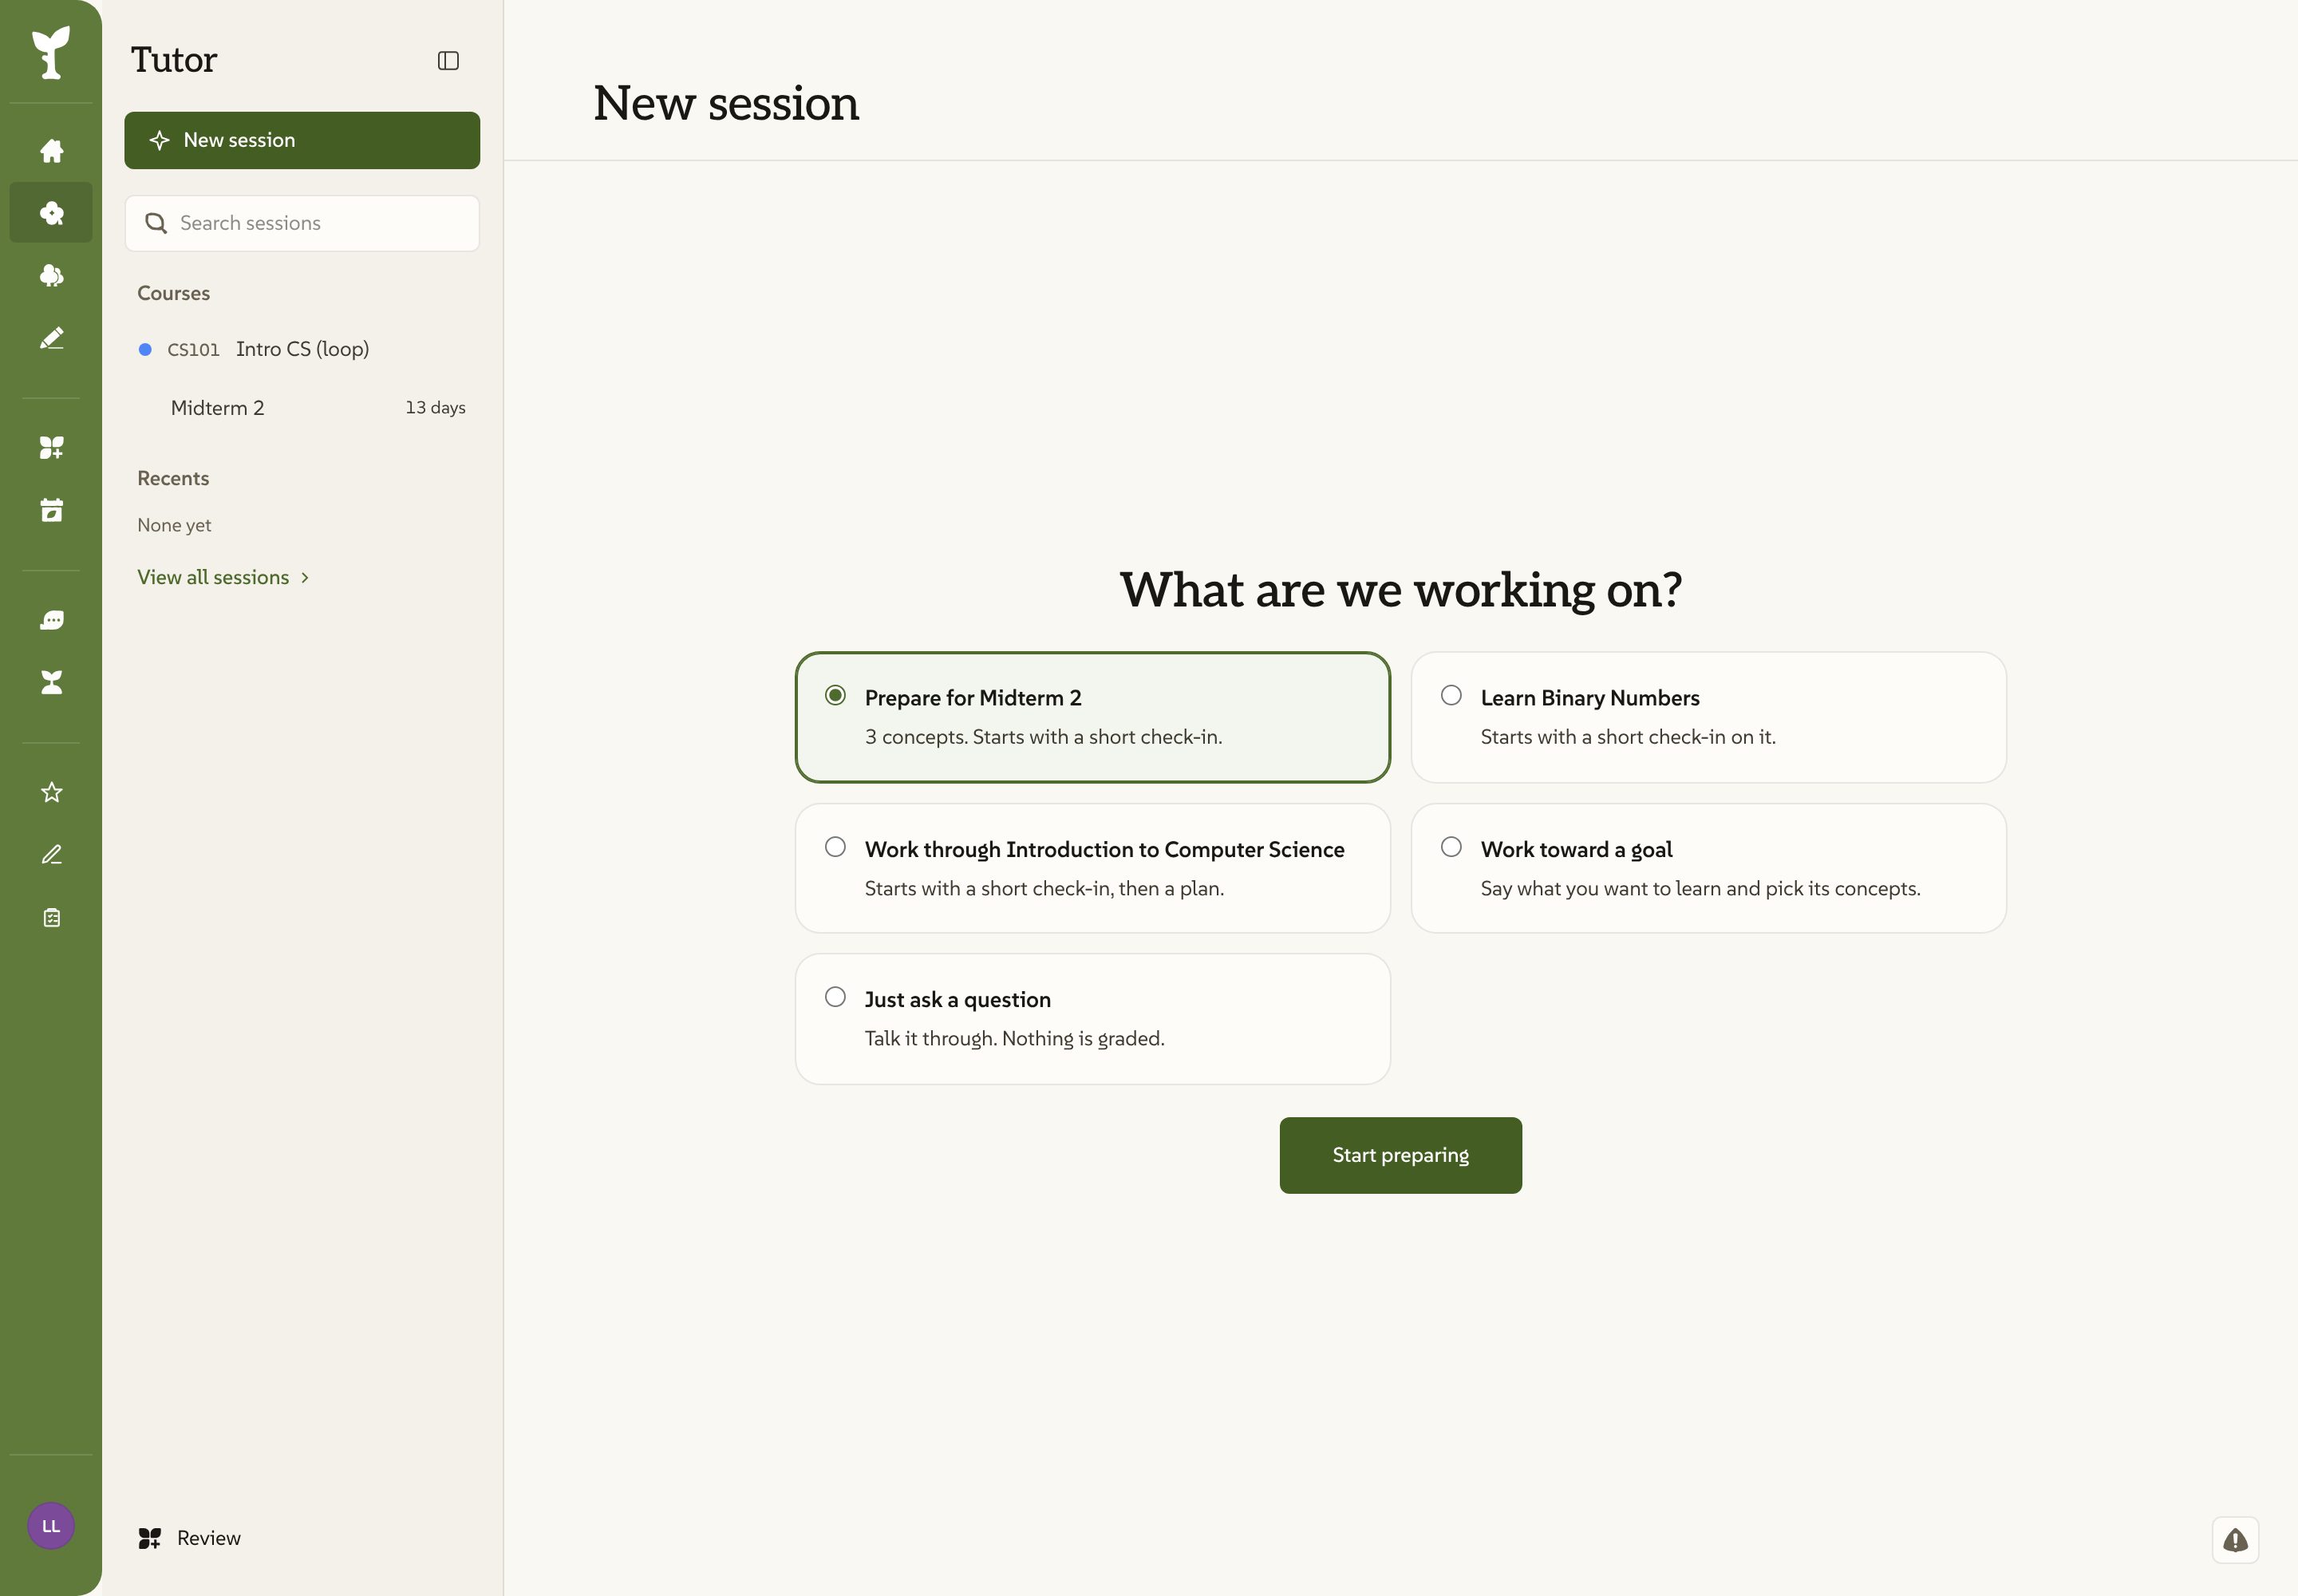 Tutor
New session
Search sessions
Courses
CS101 Intro CS (loop)
Midterm 2 13 days
Recents
None yet
View all sessions
Review
LL
New session
What are we working on?
Prepare for Midterm 2
3 concepts. Starts with a short check-in.
Learn Binary Numbers
Starts with a short check-in on it.
Work through Introduction to Computer Science
Starts with a short check-in, then a plan.
Work toward a goal
Say what you want to learn and pick its concepts.
Just ask a question
Talk it through. Nothing is graded.
Start preparing